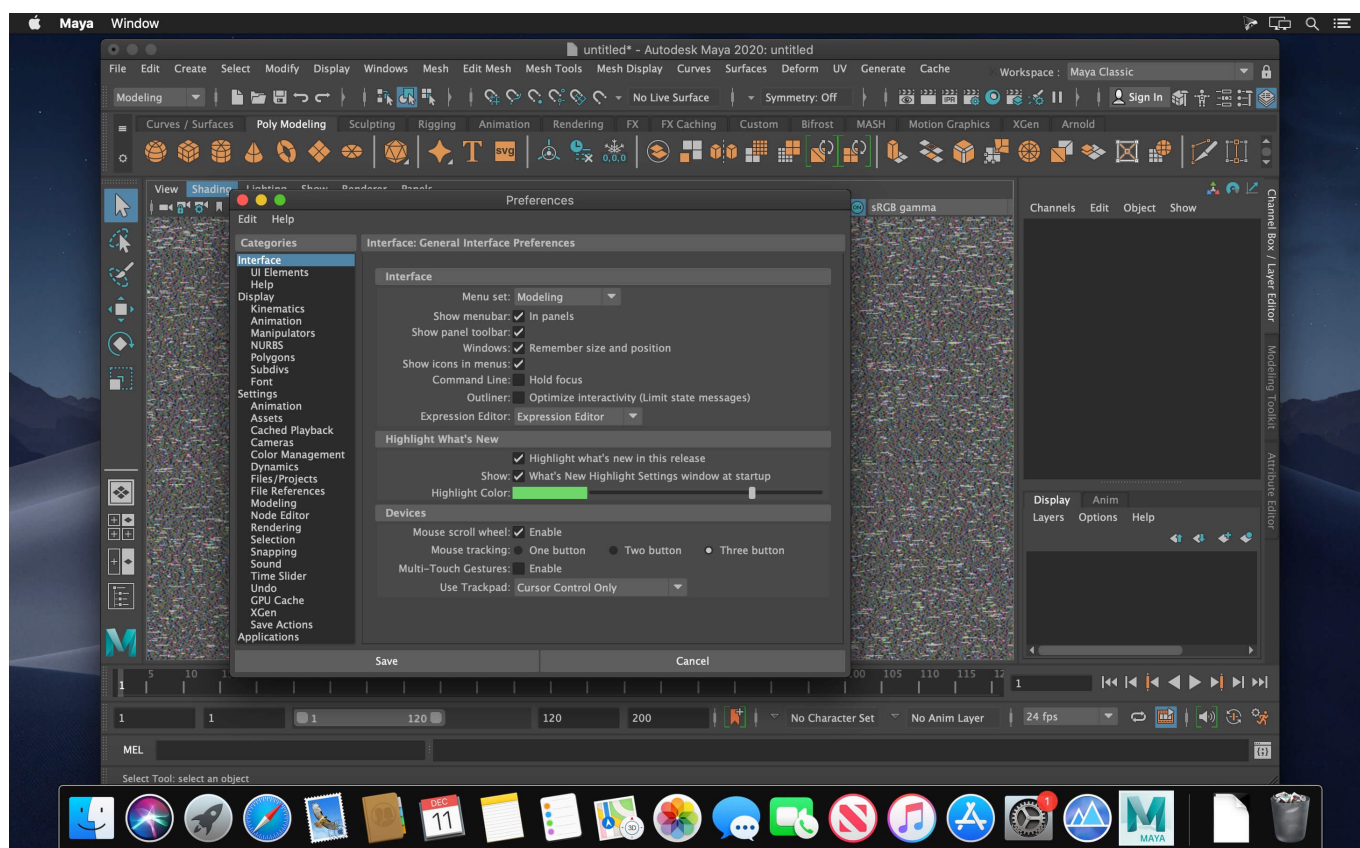 Maya Window
untitled* - Autodesk Maya 2020: untitled
File Edit Create Select Modify Display Windows Mesh Edit Mesh Mesh Tools Mesh Display Curves Surfaces Deform UV Generate Cache Workspace : Maya Classic
Modeling No Live Surface Symmetry: Off Sign In
Curves / Surfaces Poly Modeling Sculpting Rigging Animation Rendering FX FX Caching Custom Bifrost MASH Motion Graphics XGen Arnold
T svg 0,0,0
View Shading Lighting Show Renderer Panels
Preferences
ON sRGB gamma
Channels Edit Object Show
Edit Help
Categories
Interface: General Interface Preferences
Interface
UI Elements
Help
Display
Kinematics
Animation
Manipulators
NURBS
Polygons
Subdivs
Font
Settings
Animation
Assets
Cached Playback
Cameras
Color Management
Dynamics
Files/Projects
File References
Modeling
Node Editor
Rendering
Selection
Snapping
Sound
Time Slider
Undo
GPU Cache
XGen
Save Actions
Applications
Interface
Menu set: Modeling
Show menubar: In panels
Show panel toolbar:
Windows: Remember size and position
Show icons in menus:
Command Line: Hold focus
Outliner: Optimize interactivity (Limit state messages)
Expression Editor: Expression Editor
Highlight What's New
Highlight what's new in this release
Show: What's New Highlight Settings window at startup
Highlight Color:
Devices
Mouse scroll wheel: Enable
Mouse tracking: One button Two button Three button
Multi-Touch Gestures: Enable
Use Trackpad: Cursor Control Only
Save Cancel
Channel Box / Layer Editor
Modeling Toolkit
Attribute Editor
Display Anim
Layers Options Help
1 5 10 105 110 115 1
1 1 1 120 120 200 No Character Set No Anim Layer 24 fps
MEL
Select Tool: select an object
DEC
11
3D
1
MAYA